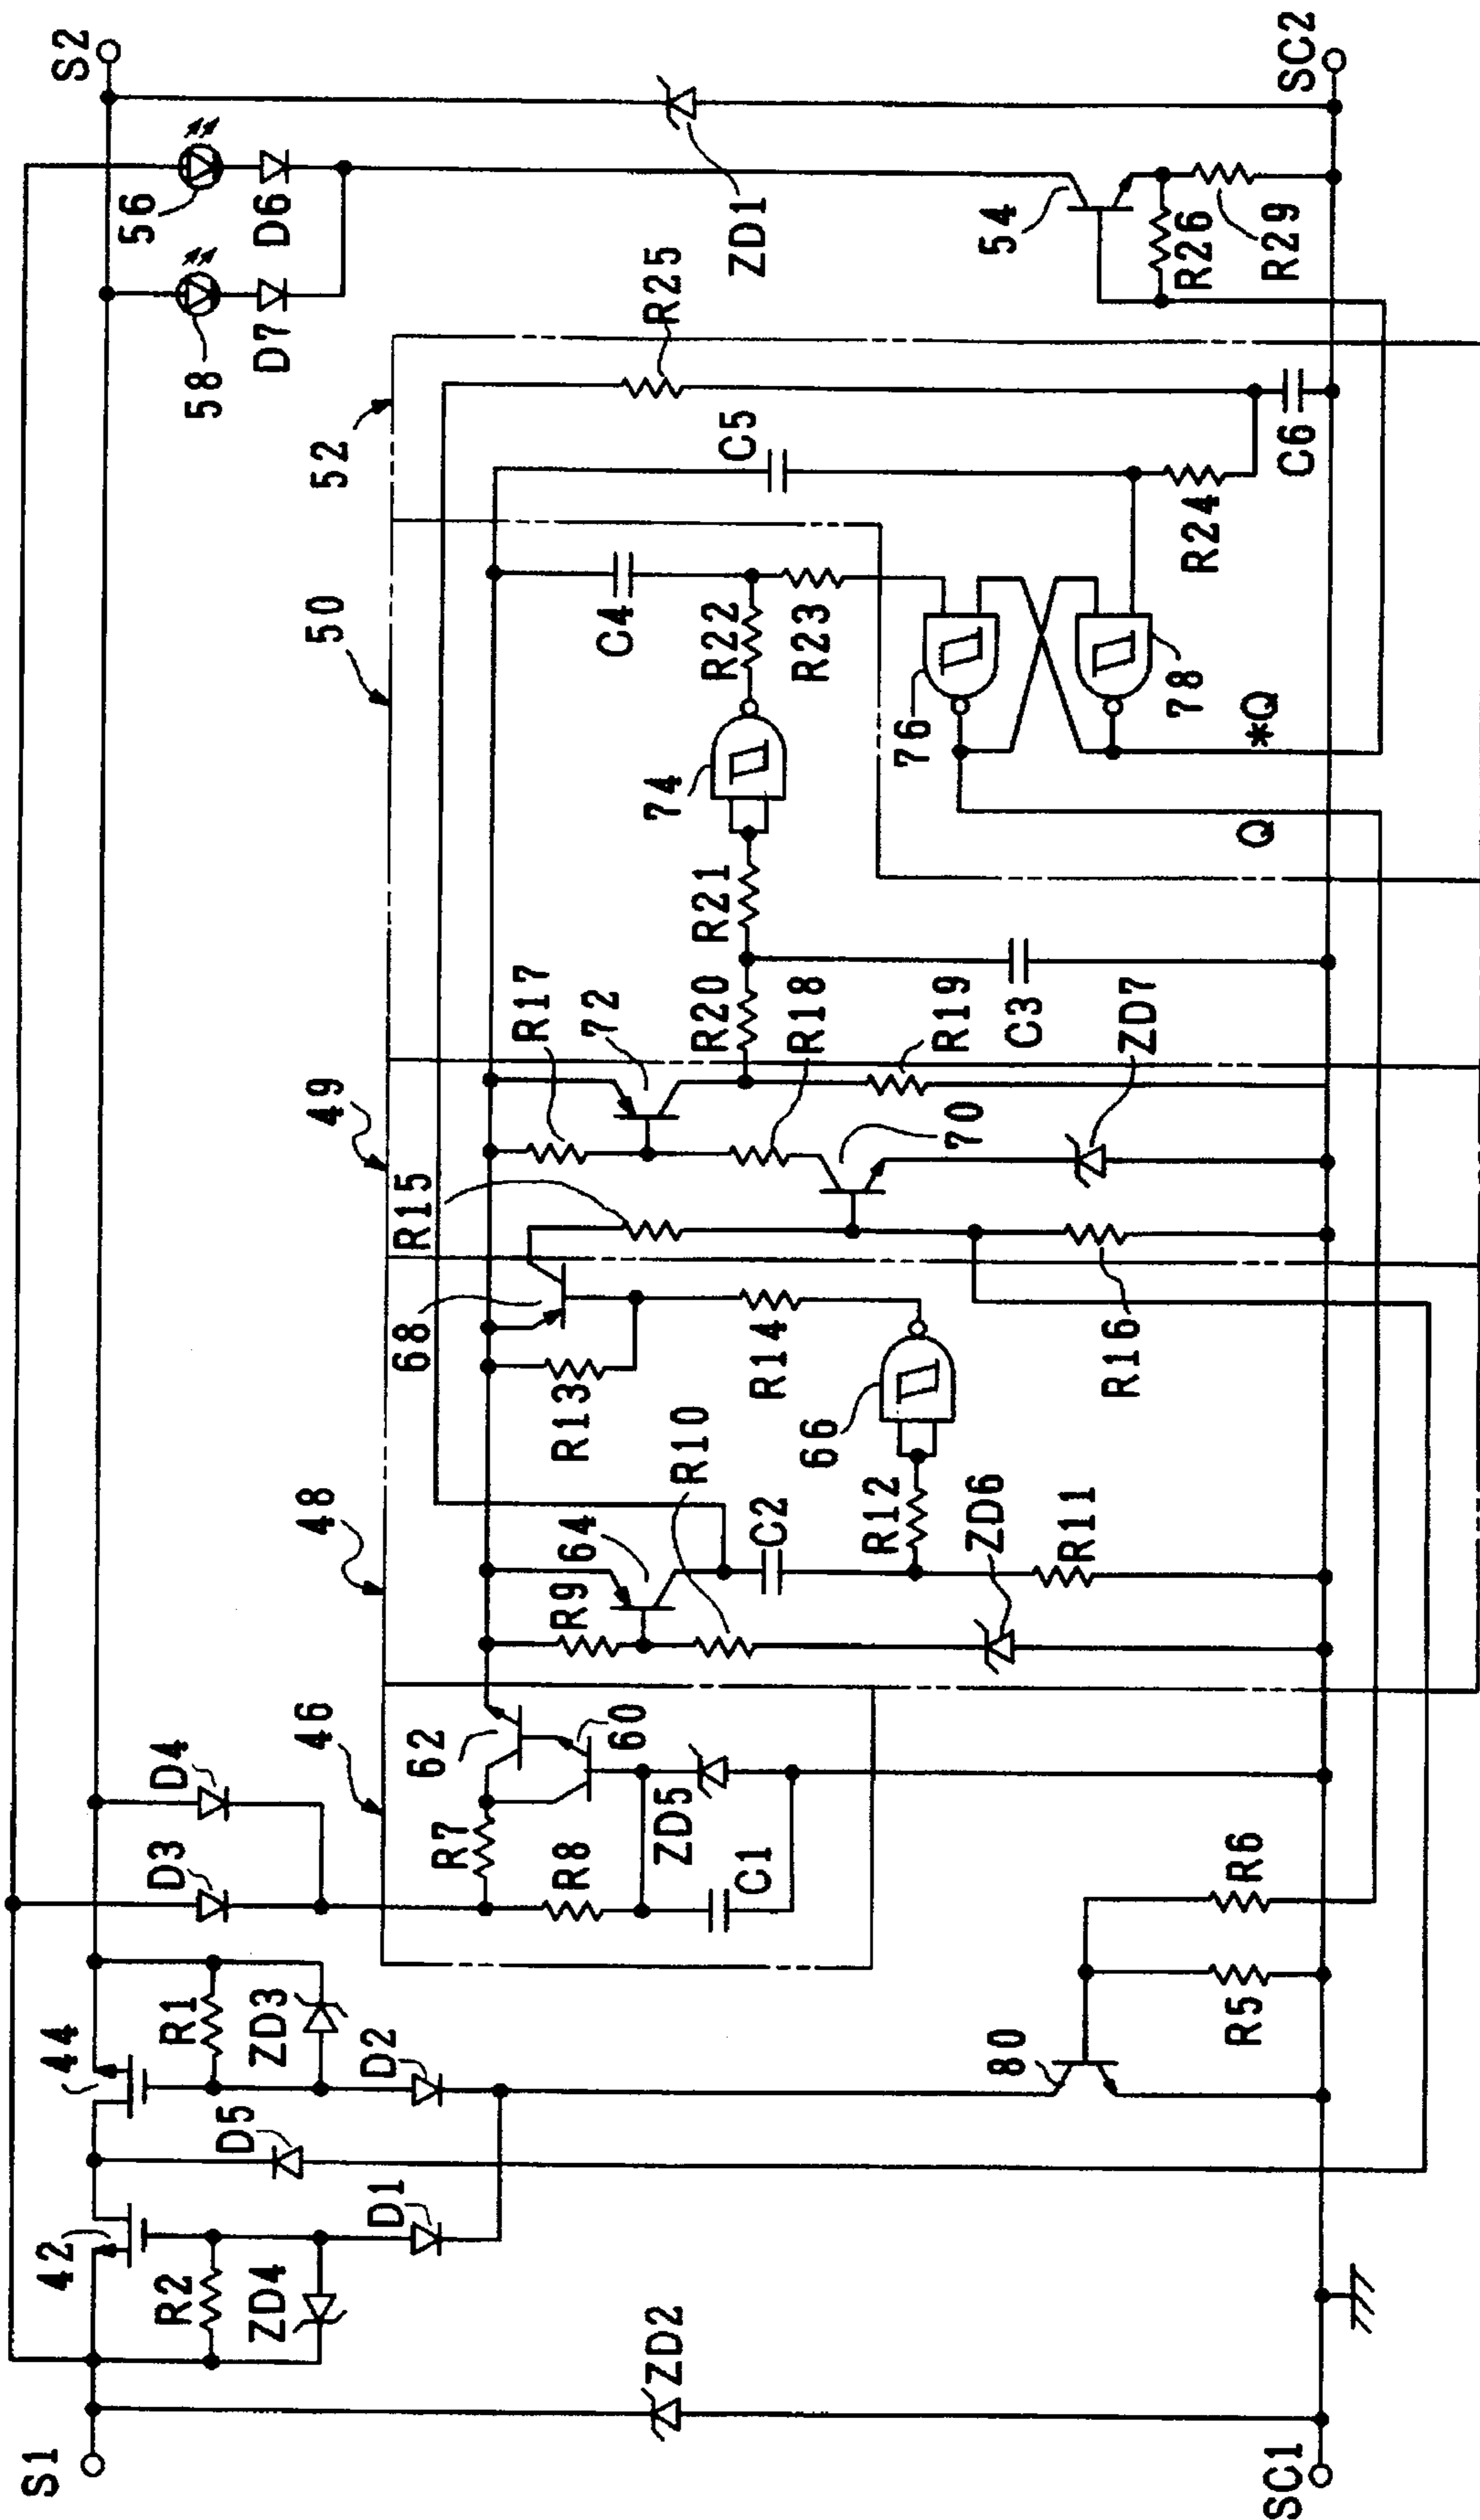 S1
S2
SC1
SC2
42
44
R2
R1
ZD4
ZD3
D1
D5
D2
ZD2
D3
D4
46
R7
62
R8
60
ZD5
C1
80
R5
R6
48
R9
64
R10
C2
R13
68
R12
66
R14
ZD6
R11
R16
49
R15
R17
72
R18
70
R20
R19
ZD7
C3
50
74
R21
R22
C4
R23
76
78
Q
*Q
52
C5
R25
R24
C6
58
56
D7
D6
ZD1
54
R26
R29